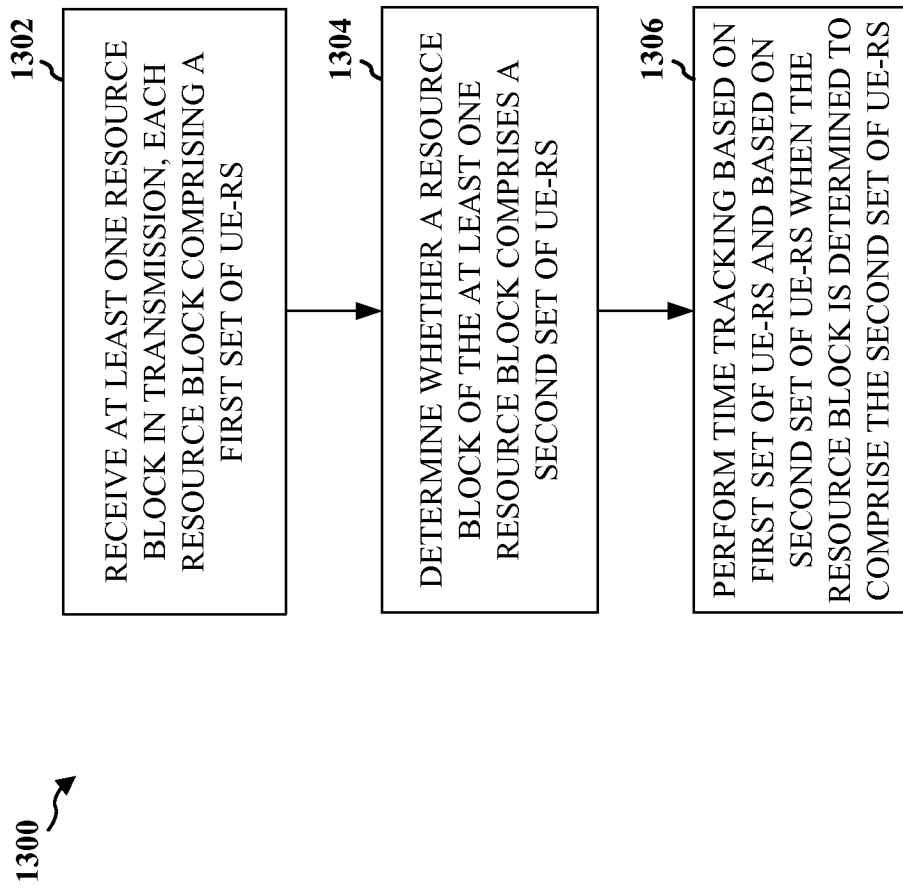 1300
1302
RECEIVE AT LEAST ONE RESOURCE
BLOCK IN TRANSMISSION, EACH
RESOURCE BLOCK COMPRISING A
FIRST SET OF UE-RS
1304
DETERMINE WHETHER A RESOURCE
BLOCK OF THE AT LEAST ONE
RESOURCE BLOCK COMPRISES A
SECOND SET OF UE-RS
1306
PERFORM TIME TRACKING BASED ON
FIRST SET OF UE-RS AND BASED ON
SECOND SET OF UE-RS WHEN THE
RESOURCE BLOCK IS DETERMINED TO
COMPRISE THE SECOND SET OF UE-RS